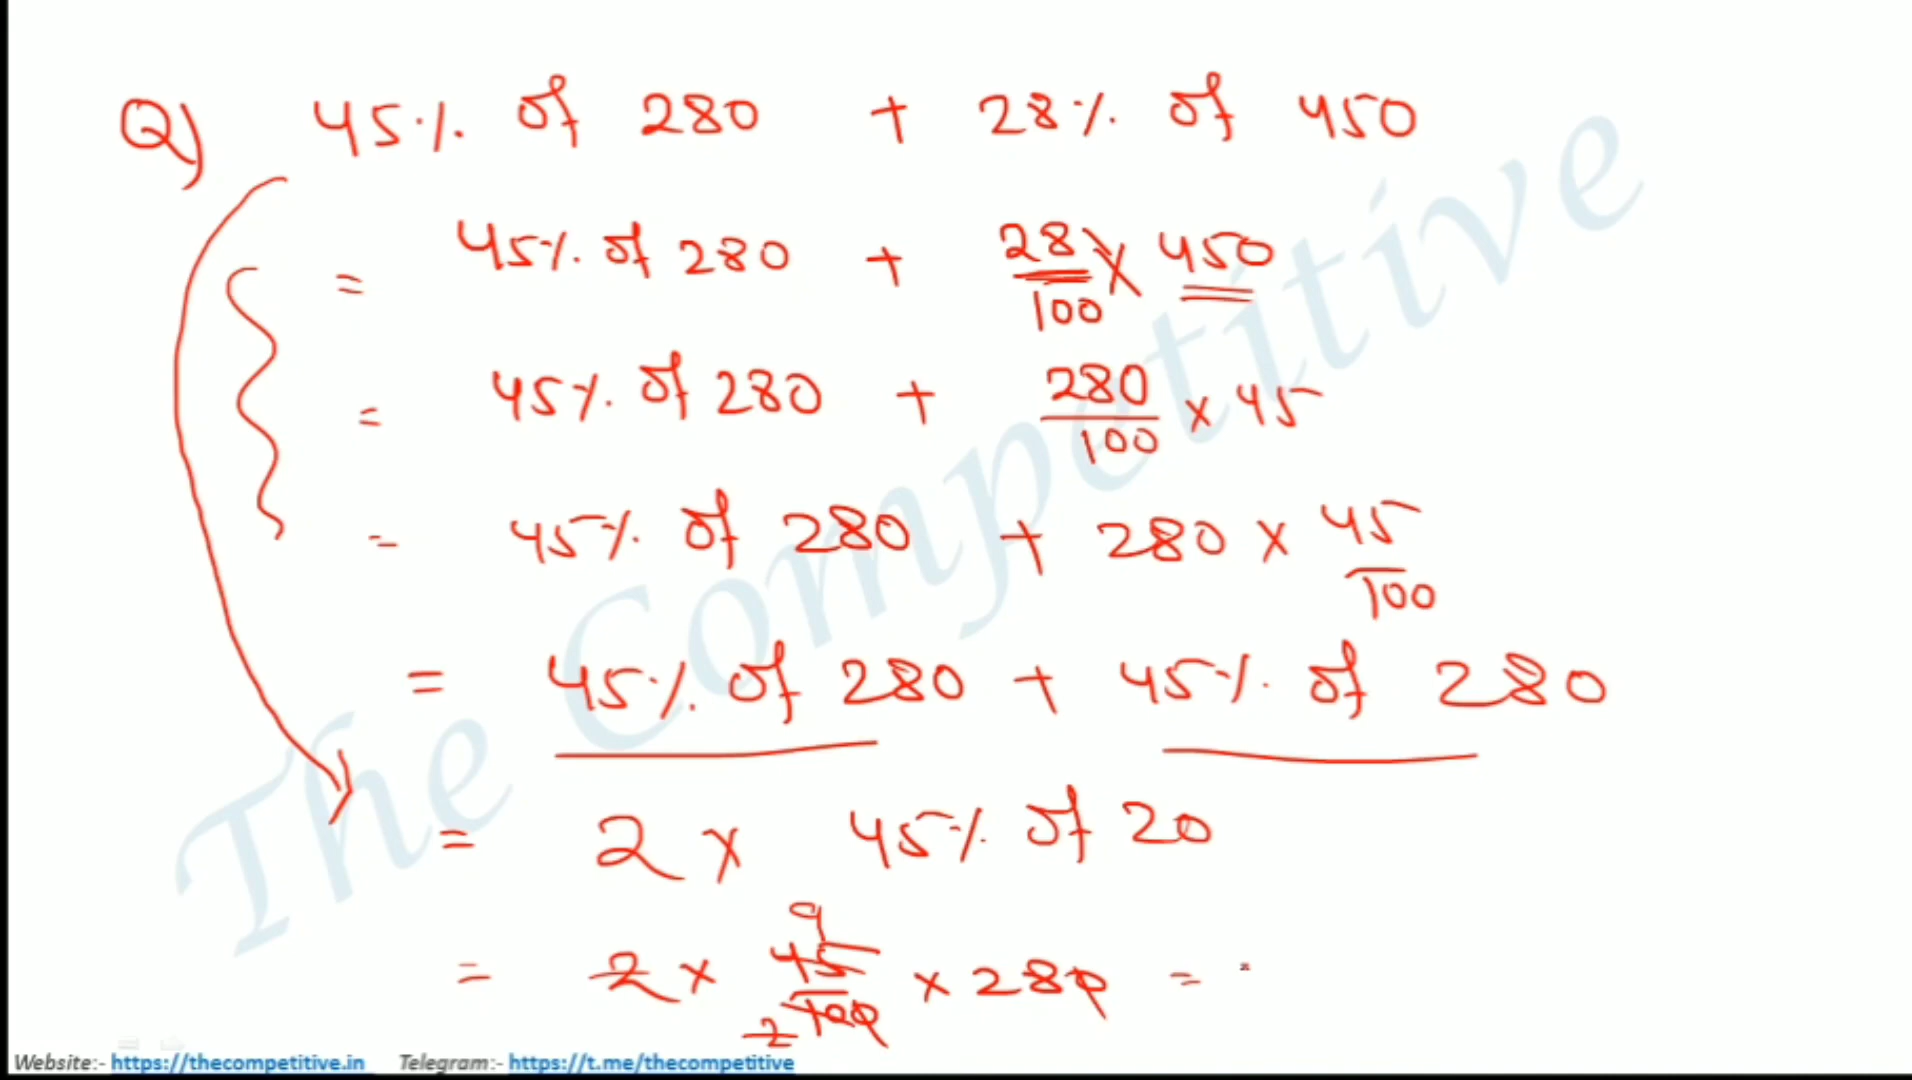 Q) 45% of 280 + 28% of 450
= 45% of 280 + 28/100 × 450
= 45% of 280 + 280/100 × 45
= 45% of 280 + 280 × 45/100
= 45% of 280 + 45% of 280
= 2 × 45% of 20
9
= 2 × 45/100 × 280 =
2
The Competitive
Website:- https://thecompetitive.in Telegram:- https://t.me/thecompetitive